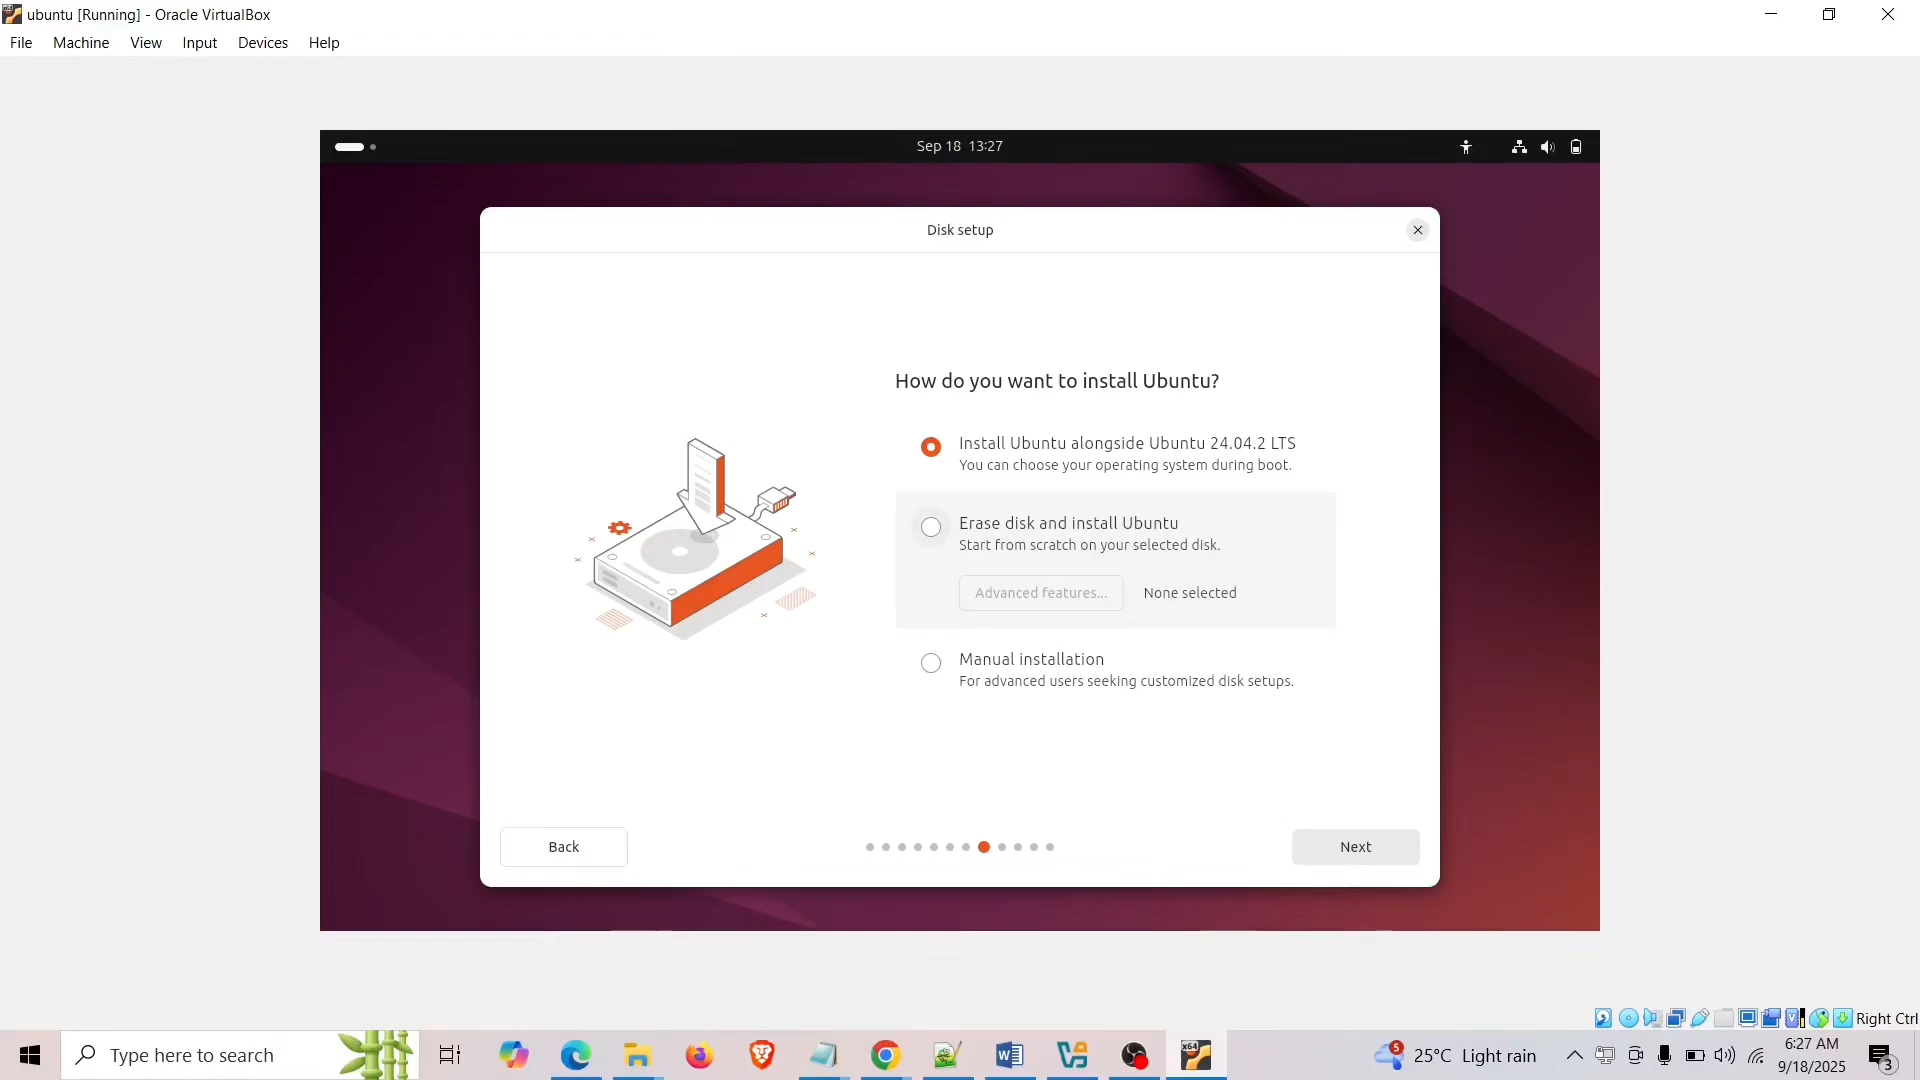 ubuntu [Running] - Oracle VirtualBox
File Machine View Input Devices Help
Sep 18 13:27
Disk setup
How do you want to install Ubuntu?
Install Ubuntu alongside Ubuntu 24.04.2 LTS
You can choose your operating system during boot.
Erase disk and install Ubuntu
Start from scratch on your selected disk.
Advanced features... None selected
Manual installation
For advanced users seeking customized disk setups.
Back
Next
Right Ctrl
Type here to search
x64
5
25°C Light rain
6:27 AM
9/18/2025
3